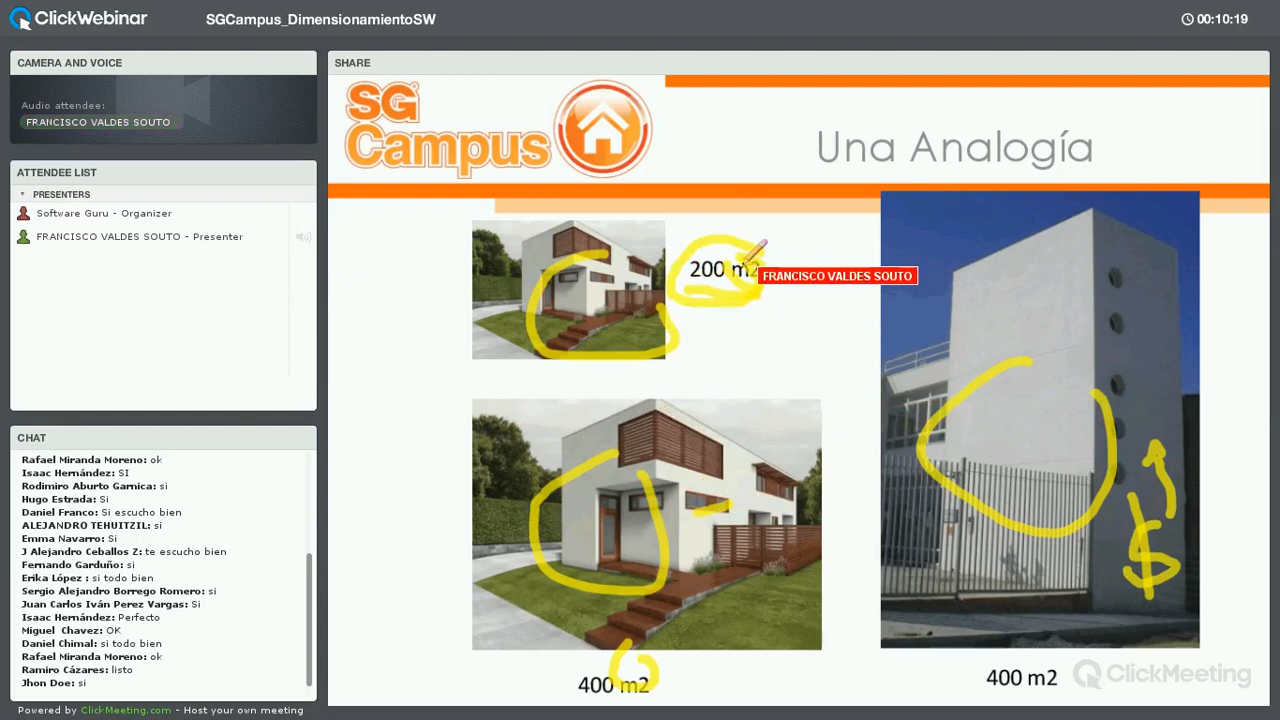 ClickWebinar
SGCampus_DimensionamientoSW
00:10:19
CAMERA AND VOICE
Audio attendee:
FRANCISCO VALDES SOUTO
ATTENDEE LIST
PRESENTERS
Software Guru - Organizer
FRANCISCO VALDES SOUTO - Presenter
CHAT
Rafael Miranda Moreno: ok
Isaac Hernández: SI
Rodimiro Aburto Garnica: si
Hugo Estrada: Si
Daniel Franco: Si escucho bien
ALEJANDRO TEHUITZIL: si
Emma Navarro: Si
J Alejandro Ceballos Z: te escucho bien
Fernando Garduño: si
Erika López : si todo bien
Sergio Alejandro Borrego Romero: si
Juan Carlos Iván Perez Vargas: Si
Isaac Hernández: Perfecto
Miguel Chavez: OK
Daniel Chimal: si todo bien
Rafael Miranda Moreno: ok
Ramiro Cázares: listo
Jhon Doe: si
Powered by ClickMeeting.com - Host your own meeting
SHARE
SG
Campus
Una Analogía
200 m2
FRANCISCO VALDES SOUTO
$
400 m2
400 m2
ClickMeeting